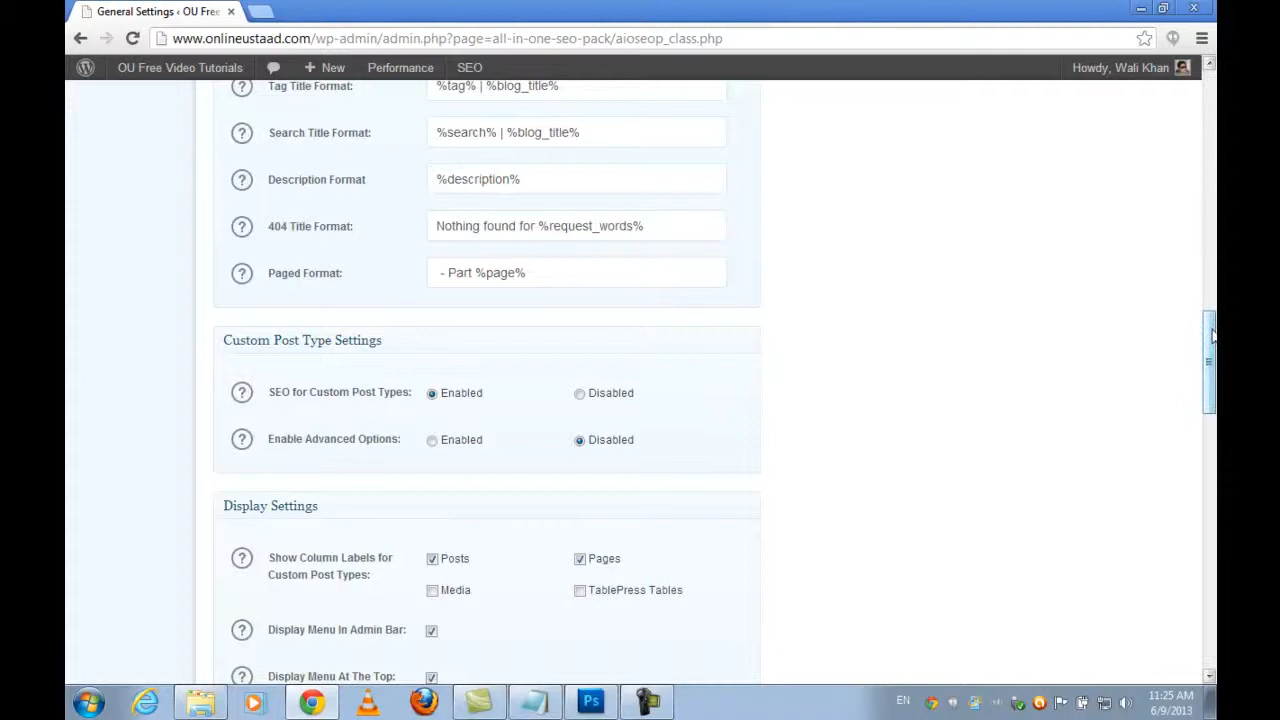 General Settings ‹ OU Free
www.onlineustaad.com/wp-admin/admin.php?page=all-in-one-seo-pack/aioseop_class.php
OU Free Video Tutorials + New Performance SEO Howdy, Wali Khan
? Tag Title Format: %tag% | %blog_title%
? Search Title Format: %search% | %blog_title%
? Description Format %description%
? 404 Title Format: Nothing found for %request_words%
? Paged Format: - Part %page%
Custom Post Type Settings
? SEO for Custom Post Types: Enabled Disabled
? Enable Advanced Options: Enabled Disabled
Display Settings
? Show Column Labels for Posts Pages
Custom Post Types:
Media TablePress Tables
? Display Menu In Admin Bar:
? Display Menu At The Top:
Ps
EN
11:25 AM
6/9/2013